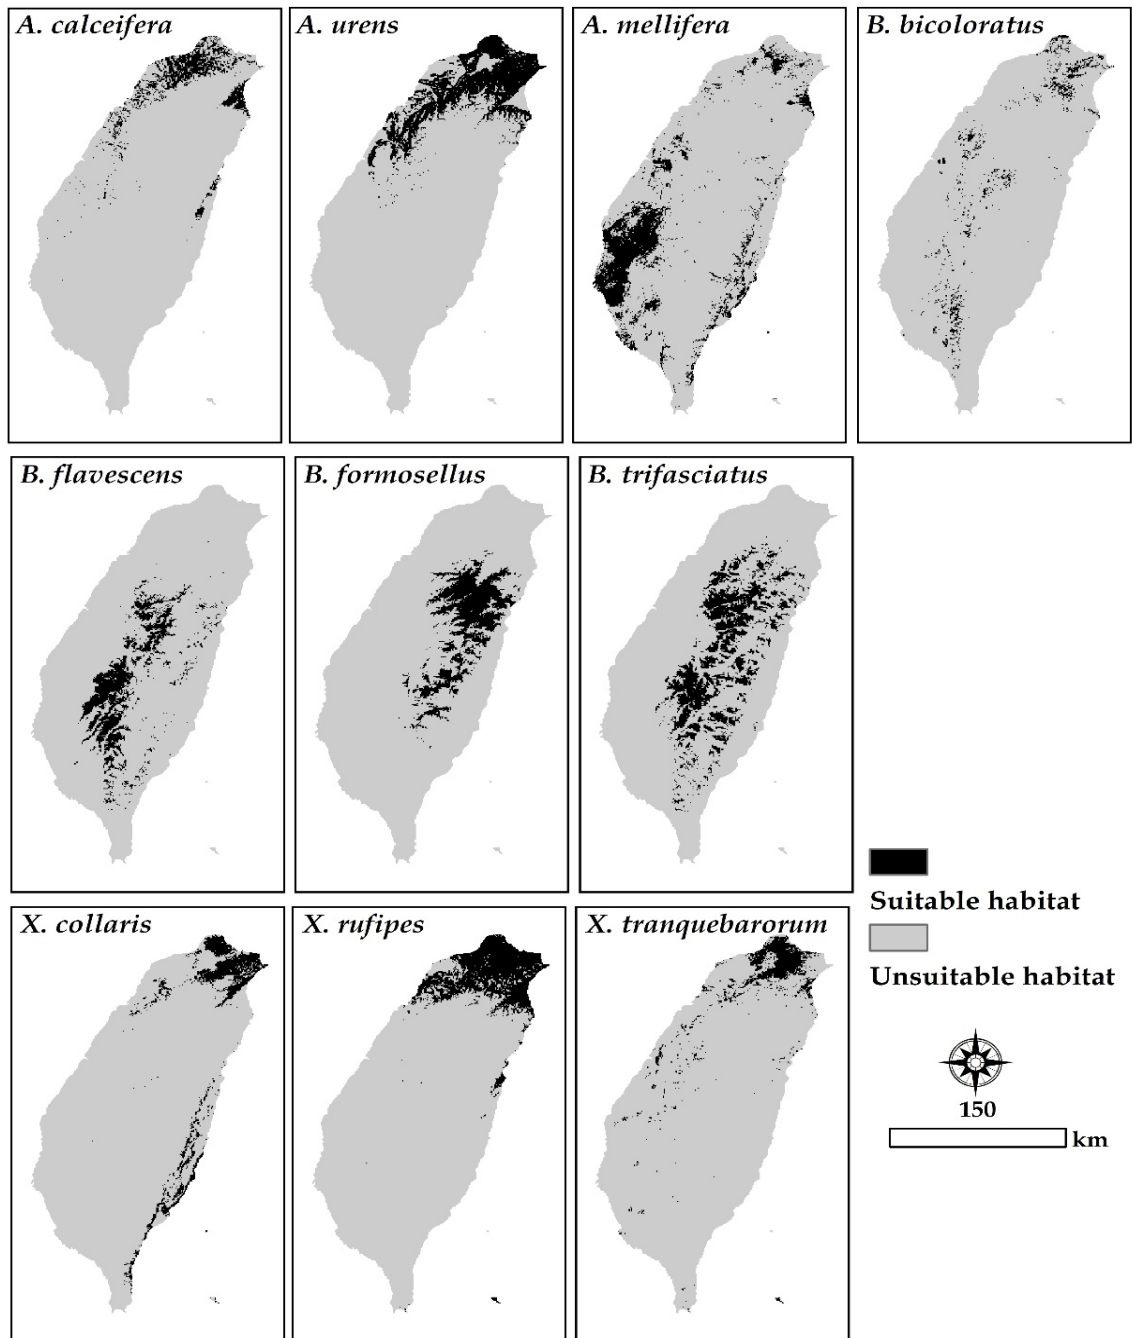 A. calceifera
A. urens
A. mellifera
B. bicoloratus
B. flavescens
B. formosellus
B. trifasciatus
Suitable habitat
Unsuitable habitat
X. collaris
X. rufipes
X. tranquebarorum
150
km